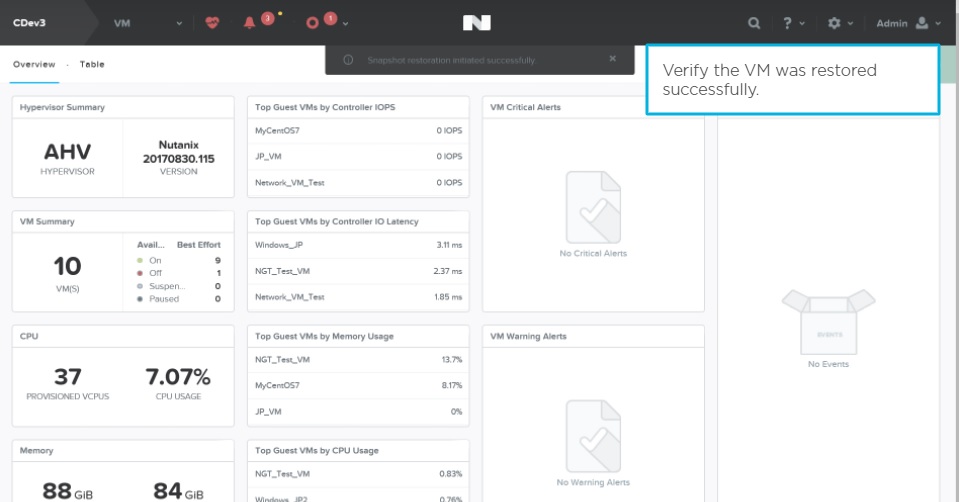 CDev3 VM 3 1 N ? Admin
Overview · Table
Snapshot restoration initiated successfully ×
Verify the VM was restored
successfully.
Hypervisor Summary
AHV
HYPERVISOR
Nutanix
20170830.115
VERSION
Top Guest VMs by Controller IOPS
MyCentOS7 0 IOPS
JP_VM 0 IOPS
Network_VM_Test 0 IOPS
VM Critical Alerts
No Critical Alerts
VM Summary
10
VM(S)
Avail... Best Effort
On 9
Off 1
Suspen... 0
Paused 0
Top Guest VMs by Controller IO Latency
Windows_JP 3.11 ms
NGT_Test_VM 2.37 ms
Network_VM_Test 1.85 ms
EVENTS
No Events
CPU
37
PROVISIONED VCPUS
7.07%
CPU USAGE
Top Guest VMs by Memory Usage
NGT_Test_VM 13.7%
MyCentOS7 8.17%
JP_VM 0%
VM Warning Alerts
No Warning Alerts
Memory
88 GiB
84 GiB
Top Guest VMs by CPU Usage
NGT_Test_VM 0.83%
Windows_JP2 0.76%